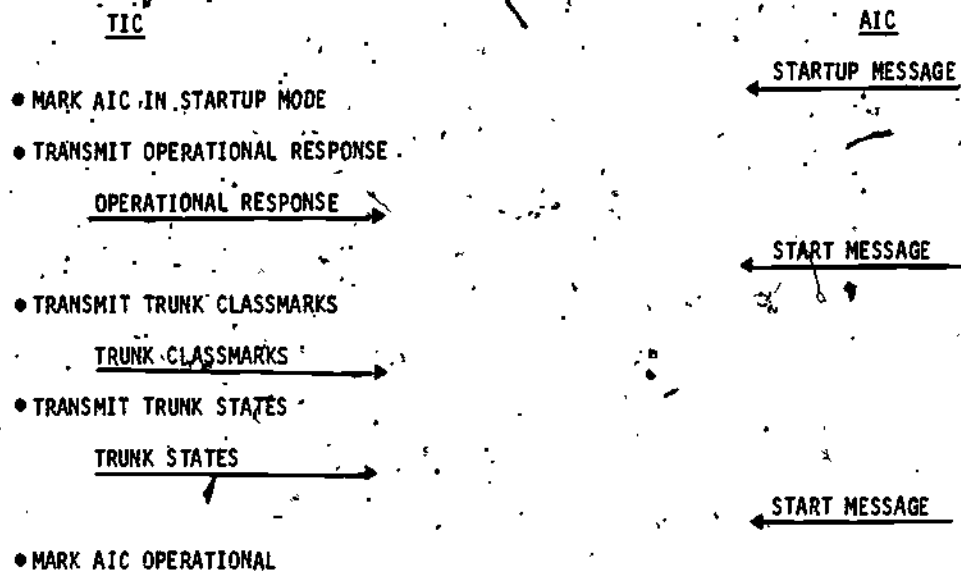 TIC
AIC
STARTUP MESSAGE
● MARK AIC IN STARTUP MODE
● TRANSMIT OPERATIONAL RESPONSE
OPERATIONAL RESPONSE
START MESSAGE
● TRANSMIT TRUNK CLASSMARKS
TRUNK CLASSMARKS
● TRANSMIT TRUNK STATES
TRUNK STATES
START MESSAGE
● MARK AIC OPERATIONAL